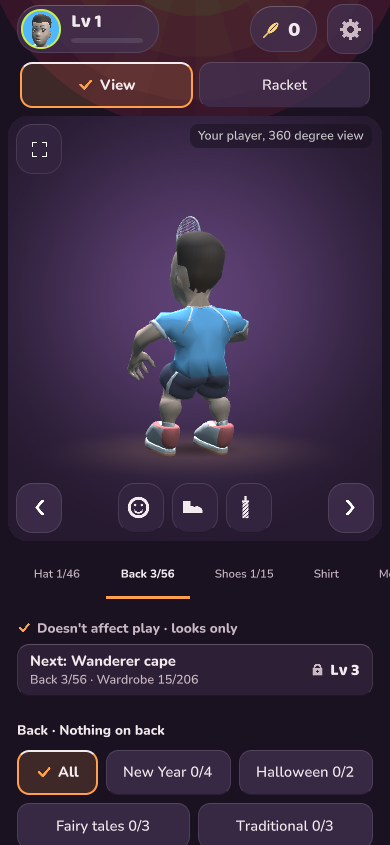 Lv 1
0
View
Racket
Your player, 360 degree view
Hat 1/46
Back 3/56
Shoes 1/15
Shirt
Doesn't affect play · looks only
Next: Wanderer cape
Back 3/56 · Wardrobe 15/206
Lv 3
Back · Nothing on back
All
New Year 0/4
Halloween 0/2
Fairy tales 0/3
Traditional 0/3